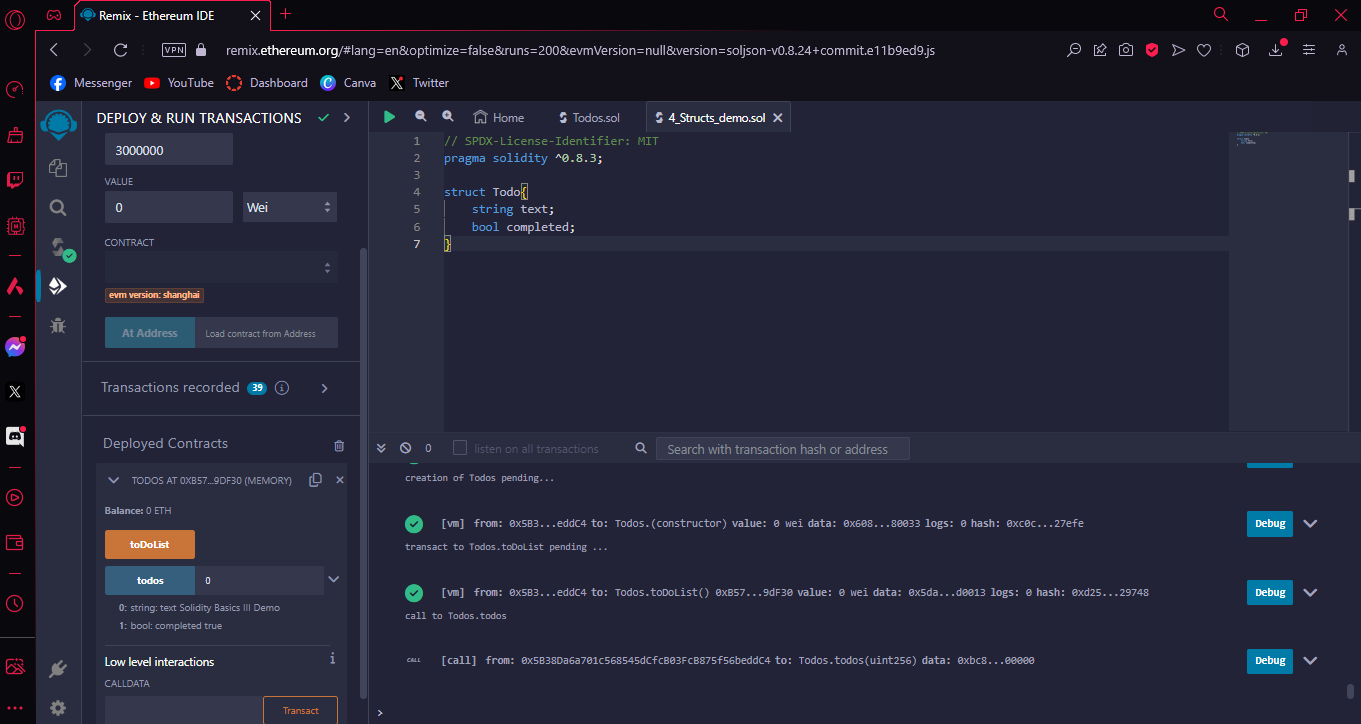 Remix - Ethereum IDE
VPN
remix.ethereum.org/#lang=en&optimize=false&runs=200&evmVersion=null&version=soljson-v0.8.24+commit.e11b9ed9.js
Messenger
YouTube
Dashboard
Canva
Twitter
DEPLOY & RUN TRANSACTIONS
3000000
VALUE
0
Wei
CONTRACT
evm version: shanghai
At Address
Load contract from Address
Transactions recorded 39
Deployed Contracts
TODOS AT 0XB57...9DF30 (MEMORY)
Balance: 0 ETH
toDoList
todos
0
0: string: text Solidity Basics III Demo
1: bool: completed true
Low level interactions
CALLDATA
Transact
Home
Todos.sol
4_Structs_demo.sol
1 // SPDX-License-Identifier: MIT
2 pragma solidity ^0.8.3;
3
4 struct Todo{
5 string text;
6 bool completed;
7 }
0
listen on all transactions
Search with transaction hash or address
creation of Todos pending...
[vm] from: 0x5B3...eddC4 to: Todos.(constructor) value: 0 wei data: 0x608...80033 logs: 0 hash: 0xc0c...27efe
Debug
transact to Todos.toDoList pending ...
[vm] from: 0x5B3...eddC4 to: Todos.toDoList() 0xB57...9dF30 value: 0 wei data: 0x5da...d0013 logs: 0 hash: 0xd25...29748
Debug
call to Todos.todos
CALL
[call] from: 0x5B38Da6a701c568545dCfcB03FcB875f56beddC4 to: Todos.todos(uint256) data: 0xbc8...00000
Debug
>